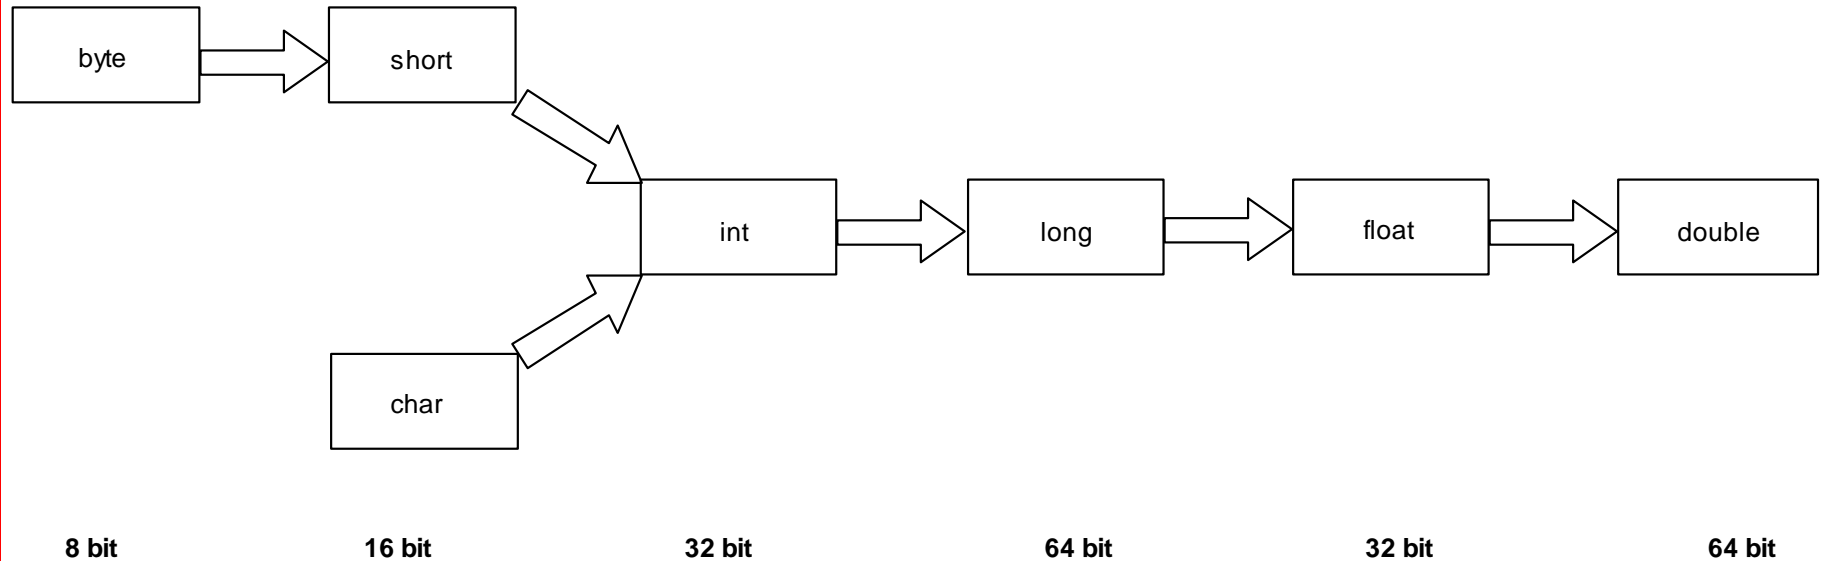 byte
short
int
long
float
double
char
8 bit
16 bit
32 bit
64 bit
32 bit
64 bit